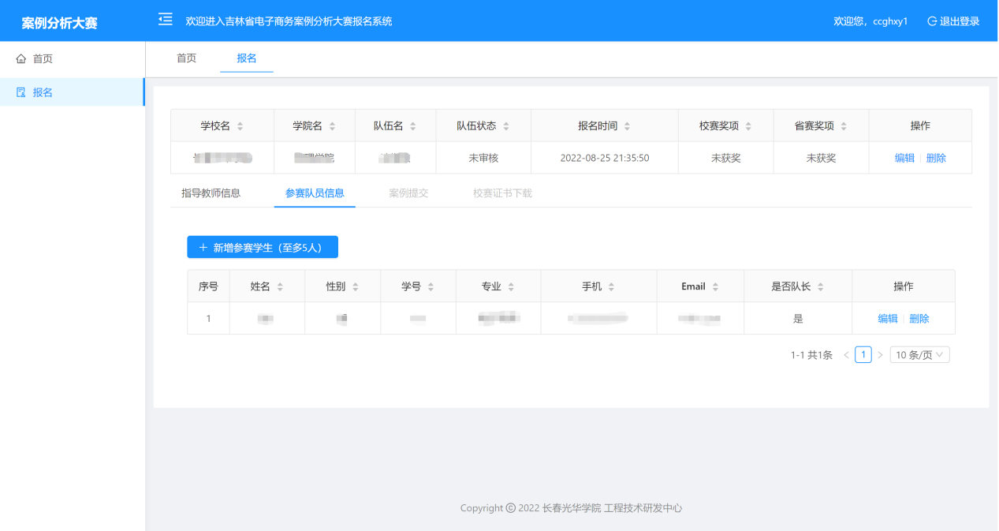 案例分析大赛
欢迎进入吉林省电子商务案例分析大赛报名系统
欢迎您，ccghxy1 退出登录
首页
报名
首页 报名
学校名 学院名 队伍名 队伍状态 报名时间 校赛奖项 省赛奖项 操作
学院 未审核 2022-08-25 21:35:50 未获奖 未获奖 编辑 删除
指导教师信息 参赛队员信息 案例提交 校赛证书下载
+ 新增参赛学生（至多5人）
序号 姓名 性别 学号 专业 手机 Email 是否队长 操作
1 是 编辑 删除
1-1 共1条 < 1 > 10 条/页
Copyright © 2022 长春光华学院 工程技术研发中心